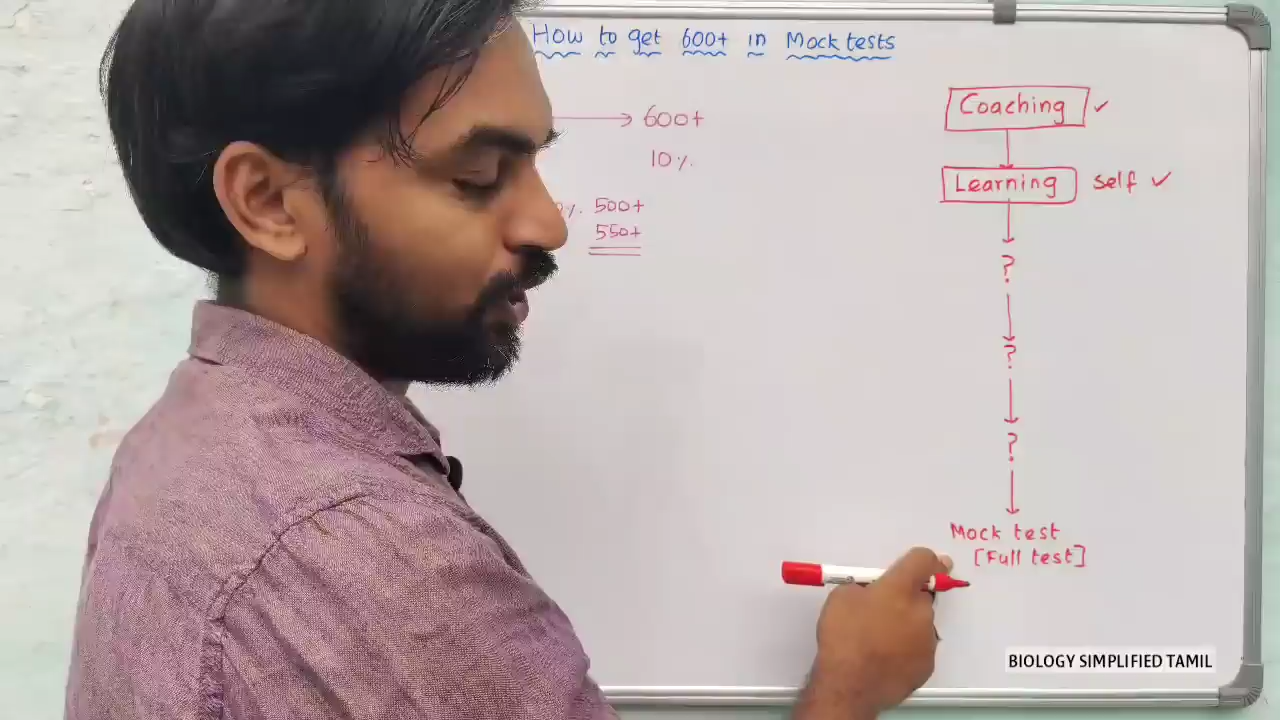 How to get 600+ in Mock tests
→ 600+
10%
% 500+
550+
Coaching ✓
Learning self ✓
?
?
?
Mock test
[Full test]
BIOLOGY SIMPLIFIED TAMIL